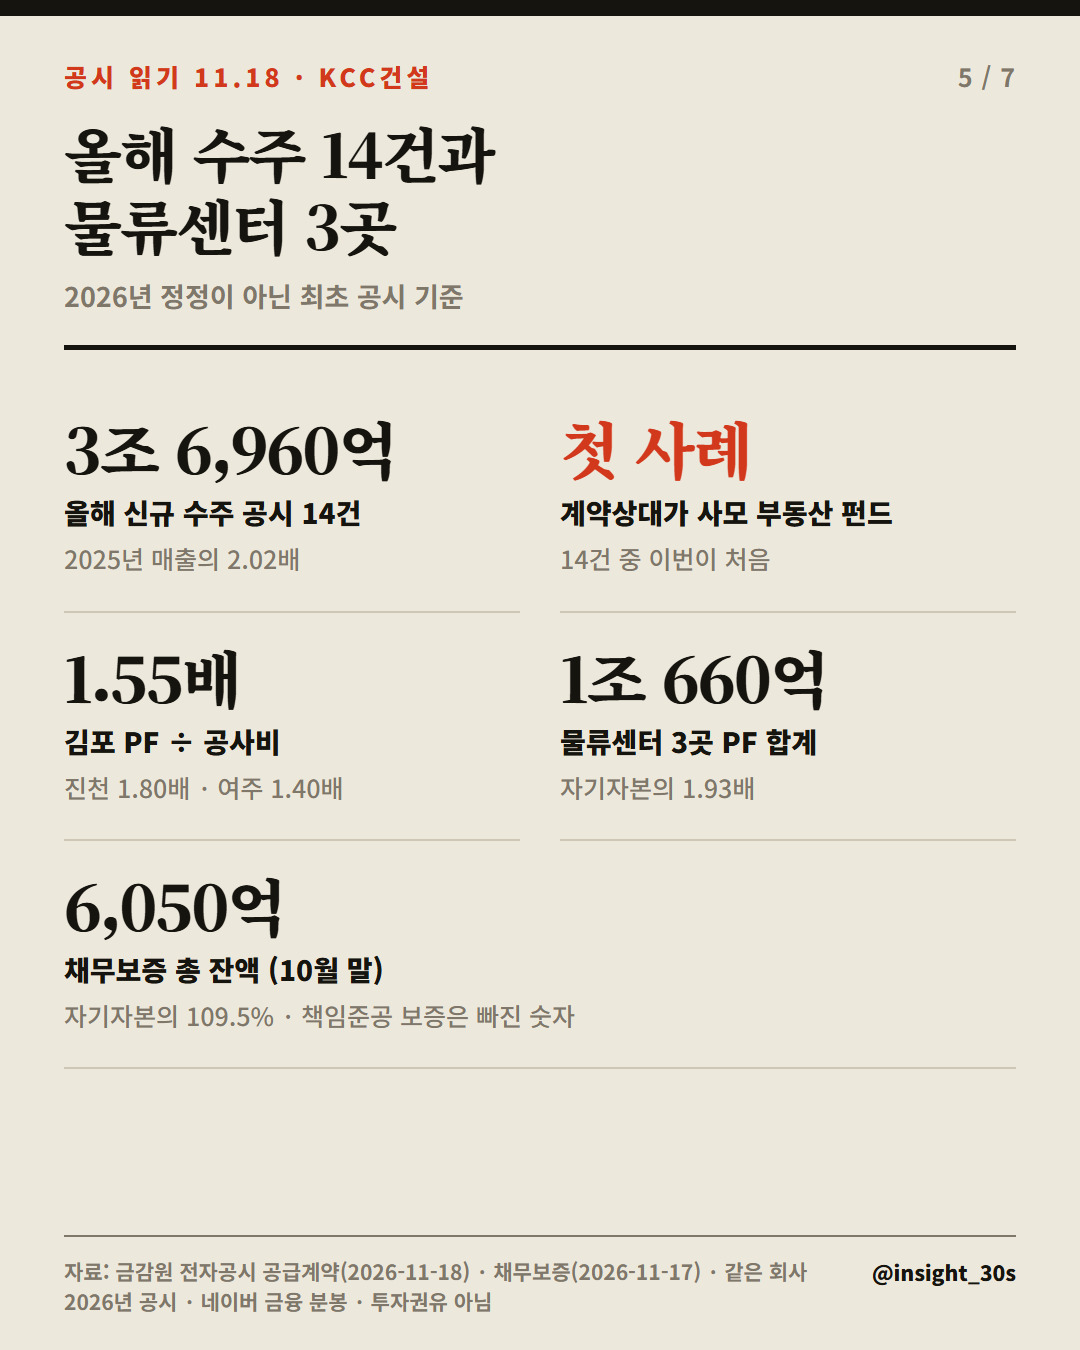 공시 읽기 11.18 · KCC건설
5 / 7
올해 수주 14건과
물류센터 3곳
2026년 정정이 아닌 최초 공시 기준
3조 6,960억
올해 신규 수주 공시 14건
2025년 매출의 2.02배
첫 사례
계약상대가 사모 부동산 펀드
14건 중 이번이 처음
1.55배
김포 PF ÷ 공사비
진천 1.80배 · 여주 1.40배
1조 660억
물류센터 3곳 PF 합계
자기자본의 1.93배
6,050억
채무보증 총 잔액 (10월 말)
자기자본의 109.5% · 책임준공 보증은 빠진 숫자
자료: 금감원 전자공시 공급계약(2026-11-18) · 채무보증(2026-11-17) · 같은 회사
2026년 공시 · 네이버 금융 분봉 · 투자권유 아님
@insight_30s